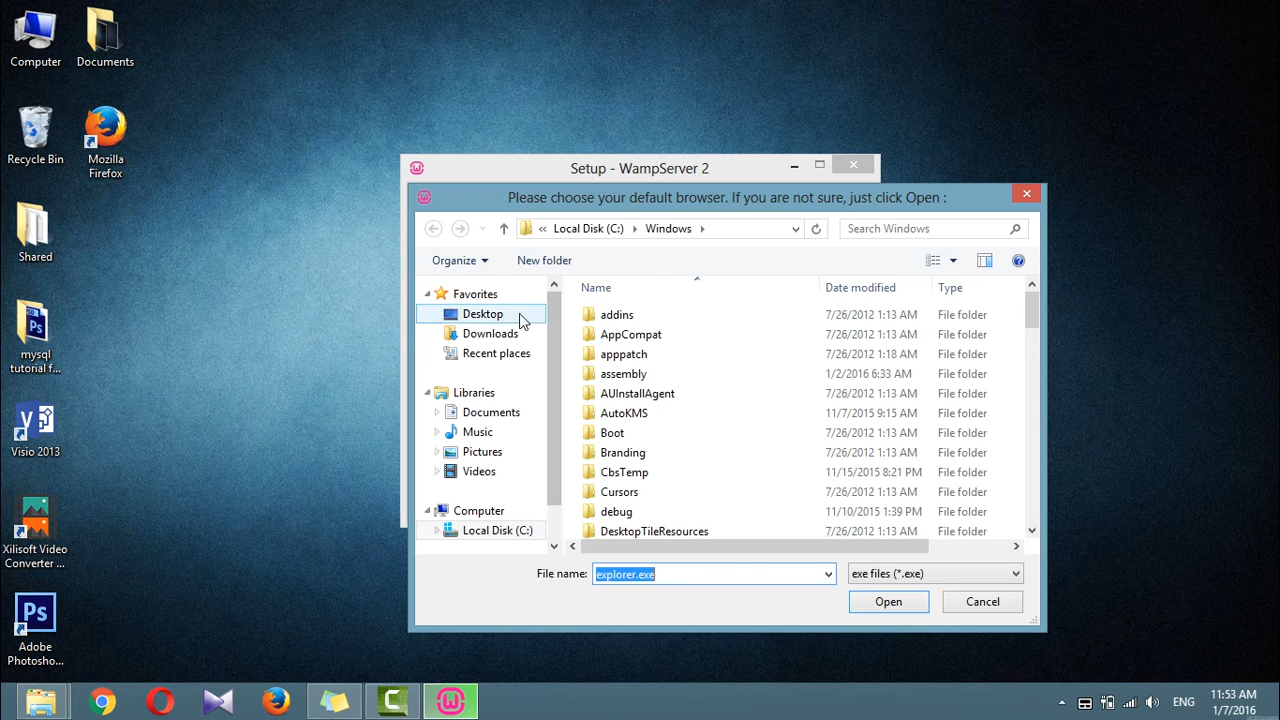 Computer
Documents
Recycle Bin
Mozilla
Firefox
Shared
mysql
tutorial f...
Visio 2013
Xilisoft Video
Converter ...
Ps
Adobe
Photosho...
Setup - WampServer 2
Please choose your default browser. If you are not sure, just click Open :
« Local Disk (C:) Windows
Search Windows
Organize
New folder
Favorites
Desktop
Downloads
Recent places
Libraries
Documents
Music
Pictures
Videos
Computer
Local Disk (C:)
Name Date modified Type
addins 7/26/2012 1:13 AM File folder
AppCompat 7/26/2012 1:13 AM File folder
apppatch 7/26/2012 1:18 AM File folder
assembly 1/2/2016 6:33 AM File folder
AUInstallAgent 7/26/2012 1:13 AM File folder
AutoKMS 11/7/2015 9:15 AM File folder
Boot 7/26/2012 1:13 AM File folder
Branding 7/26/2012 1:13 AM File folder
CbsTemp 11/15/2015 8:21 PM File folder
Cursors 7/26/2012 1:13 AM File folder
debug 11/10/2015 1:39 PM File folder
DesktopTileResources 7/26/2012 1:13 AM File folder
File name: explorer.exe exe files (*.exe)
Open Cancel
ENG
11:53 AM
1/7/2016